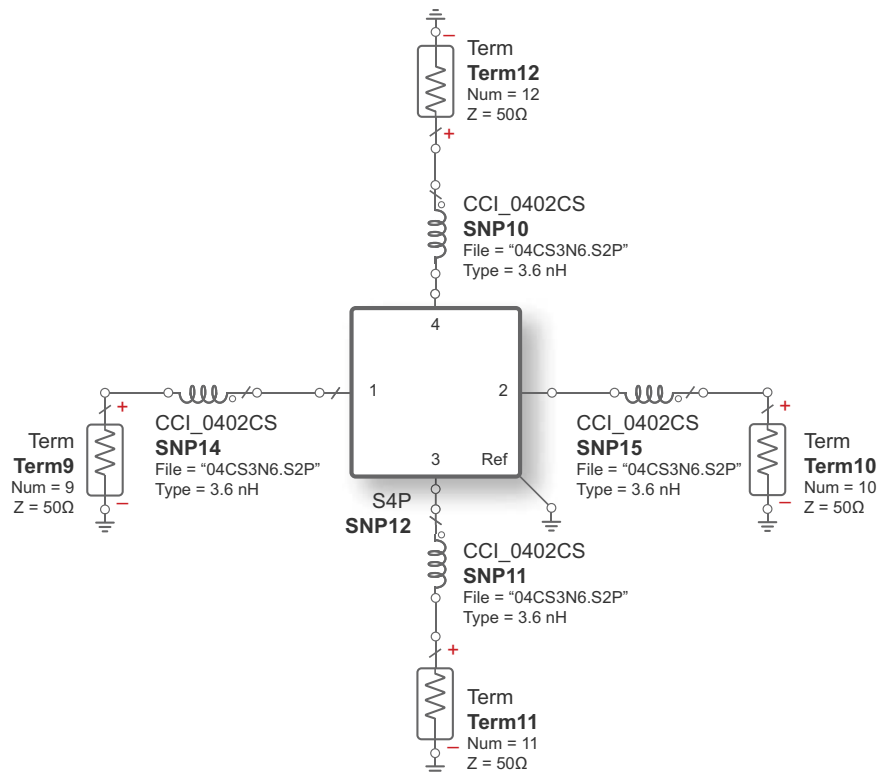 Term
Term12
Num = 12
Z = 50Ω
+
CCI_0402CS
SNP10
File = “04CS3N6.S2P”
Type = 3.6 nH
4
1
2
3
Ref
+
Term
Term9
Num = 9
Z = 50Ω
CCI_0402CS
SNP14
File = “04CS3N6.S2P”
Type = 3.6 nH
CCI_0402CS
SNP15
File = “04CS3N6.S2P”
Type = 3.6 nH
+
Term
Term10
Num = 10
Z = 50Ω
S4P
SNP12
CCI_0402CS
SNP11
File = “04CS3N6.S2P”
Type = 3.6 nH
+
Term
Term11
Num = 11
Z = 50Ω